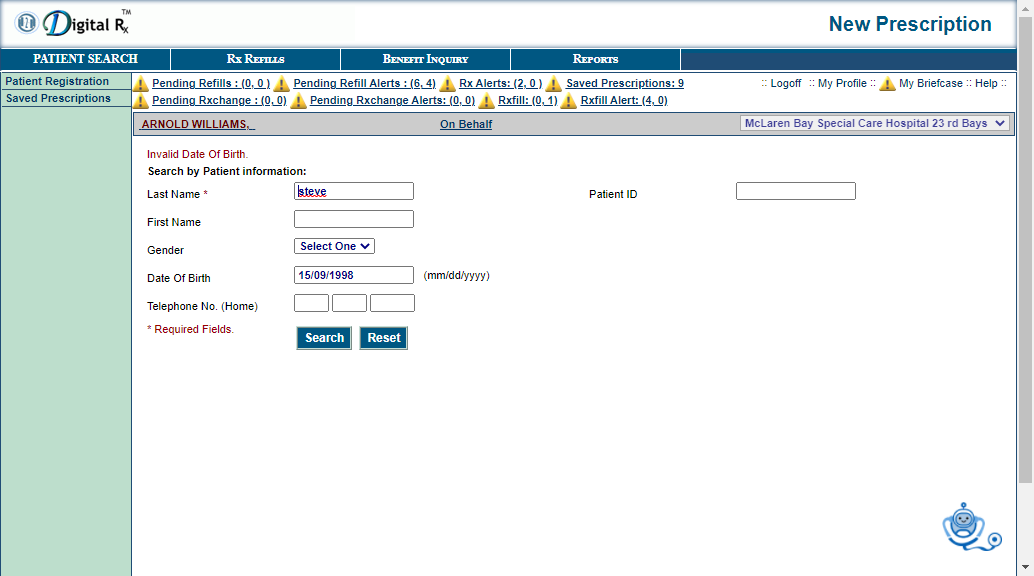 Digital Rx TM
New Prescription
PATIENT SEARCH RX REFILLS BENEFIT INQUIRY REPORTS
Patient Registration
Saved Prescriptions
Pending Refills : (0, 0 ) Pending Refill Alerts : (6, 4) Rx Alerts: (2, 0 ) Saved Prescriptions: 9 :: Logoff :: My Profile :: My Briefcase :: Help ::
Pending Rxchange : (0, 0) Pending Rxchange Alerts: (0, 0) Rxfill: (0, 1) Rxfill Alert: (4, 0)
ARNOLD WILLIAMS, On Behalf McLaren Bay Special Care Hospital 23 rd Bays
Invalid Date Of Birth.
Search by Patient information:
Last Name * steve Patient ID
First Name
Gender Select One
Date Of Birth 15/09/1998 (mm/dd/yyyy)
Telephone No. (Home)
* Required Fields.
Search Reset